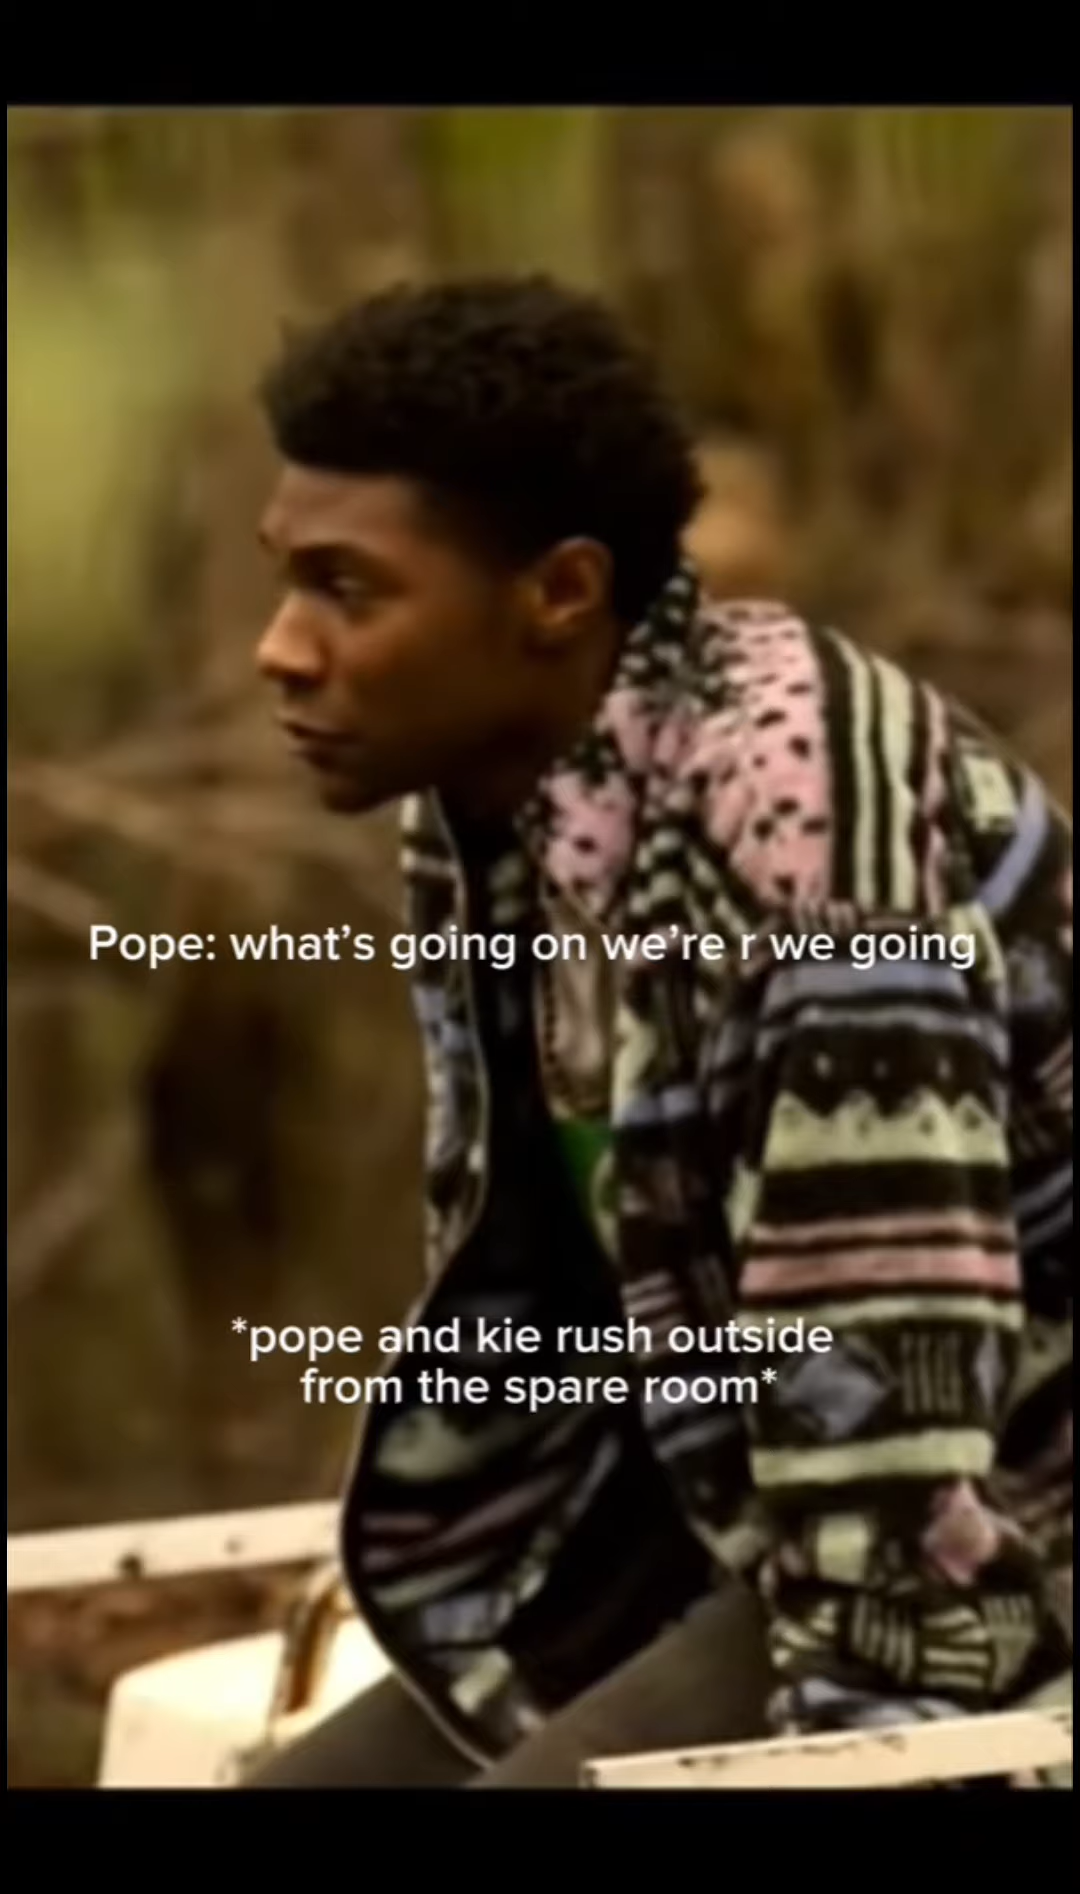 Pope: what’s going on we’re r we going
*pope and kie rush outside
from the spare room*